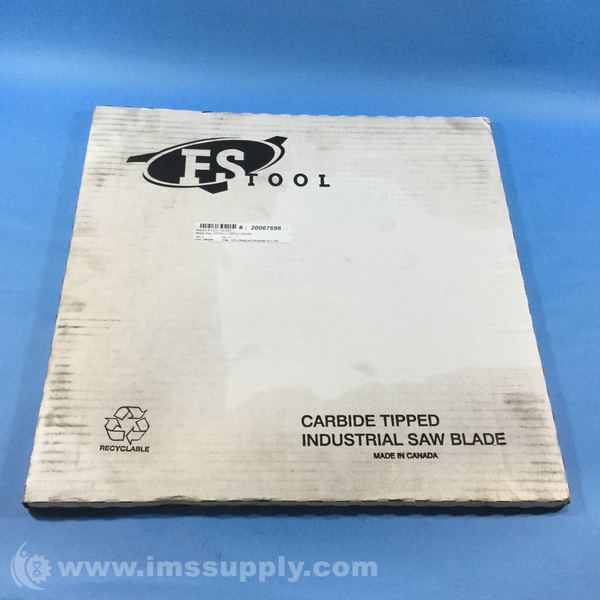 FS TOOL
#: 20067696
RECYCLABLE
CARBIDE TIPPED
INDUSTRIAL SAW BLADE
MADE IN CANADA
www.imssupply.com